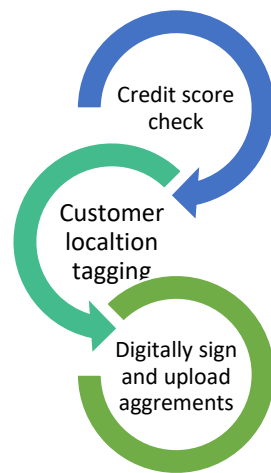 Credit score
check
Customer
localtion
tagging
Digitally sign
and upload
aggrements